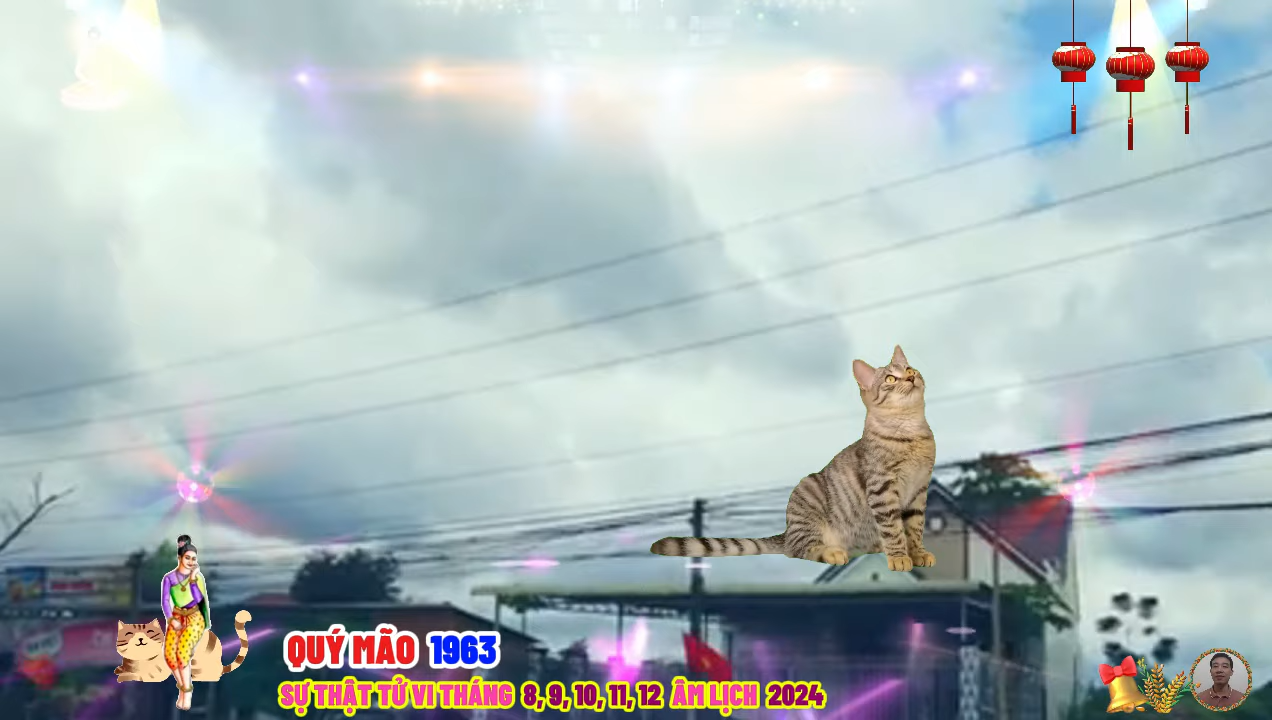 QUÝ MÃO 1963
SỰ THẬT TỬ VI THÁNG 8, 9, 10, 11, 12 ÂM LỊCH 2024